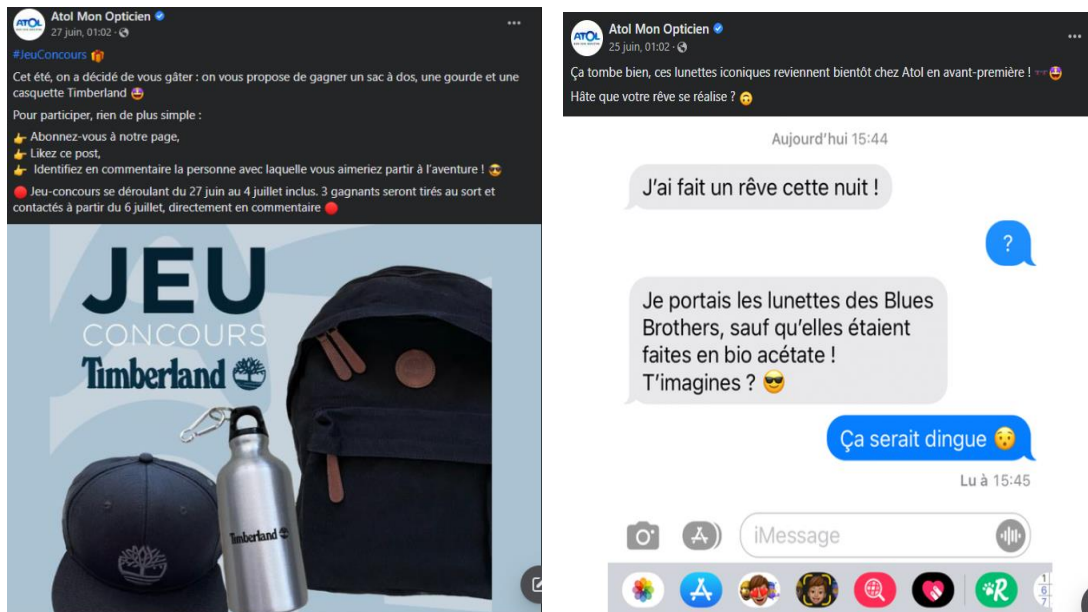 ATOL
Atol Mon Opticien
27 juin, 01:02 ·
#JeuConcours 🎁
Cet été, on a décidé de vous gâter : on vous propose de gagner un sac à dos, une gourde et une
casquette Timberland 🤩
Pour participer, rien de plus simple :
👉 Abonnez-vous à notre page,
👉 Likez ce post,
👉 Identifiez en commentaire la personne avec laquelle vous aimeriez partir à l'aventure ! 😎
🔴 Jeu-concours se déroulant du 27 juin au 4 juillet inclus. 3 gagnants seront tirés au sort et
contactés à partir du 6 juillet, directement en commentaire 🔴
JEU
CONCOURS
Timberland
Timberland
ATOL
Atol Mon Opticien
25 juin, 01:02 ·
Ça tombe bien, ces lunettes iconiques reviennent bientôt chez Atol en avant-première ! 🕶️🤩
Hâte que votre rêve se réalise ? 🙃
Aujourd'hui 15:44
J'ai fait un rêve cette nuit !
?
Je portais les lunettes des Blues
Brothers, sauf qu'elles étaient
faites en bio acétate !
T'imagines ? 😎
Ça serait dingue 😯
Lu à 15:45
iMessage
R
1
6
7